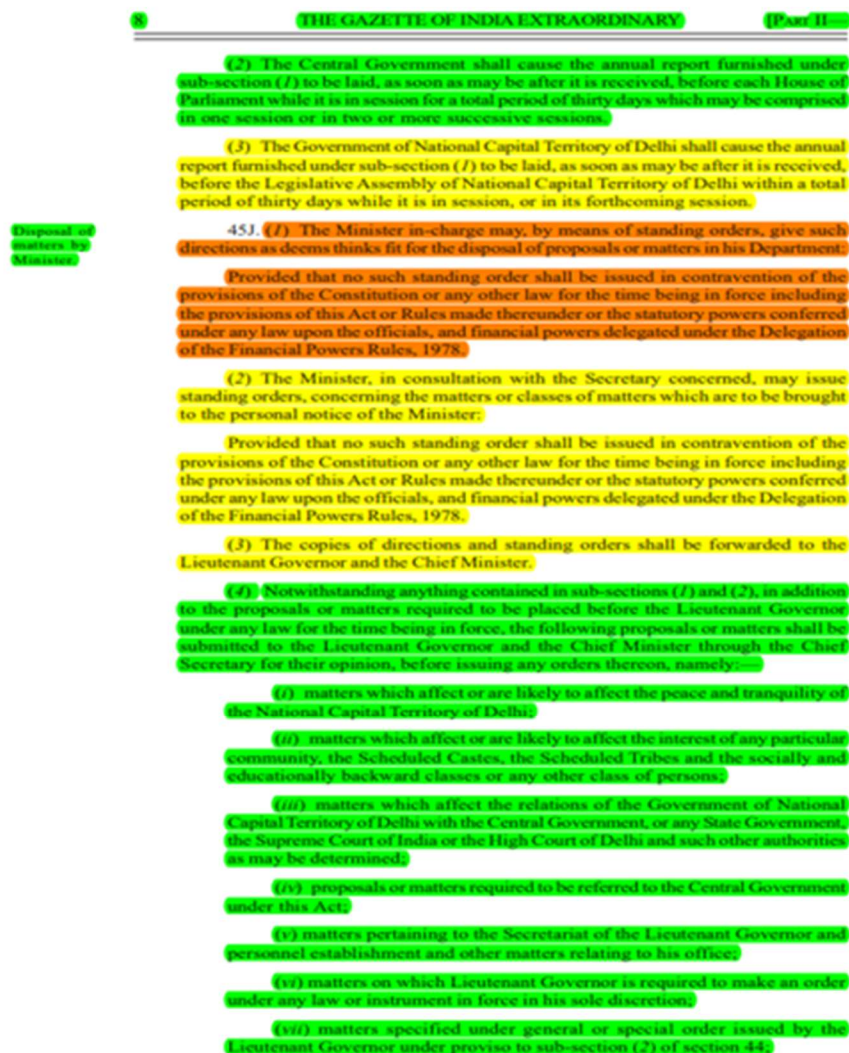 8 THE GAZETTE OF INDIA EXTRAORDINARY [PART II—
(2) The Central Government shall cause the annual report furnished under
sub-section (1) to be laid, as soon as may be after it is received, before each House of
Parliament while it is in session for a total period of thirty days which may be comprised
in one session or in two or more successive sessions.
(3) The Government of National Capital Territory of Delhi shall cause the annual
report furnished under sub-section (1) to be laid, as soon as may be after it is received,
before the Legislative Assembly of National Capital Territory of Delhi within a total
period of thirty days while it is in session, or in its forthcoming session.
Disposal of
matters by
Minister.
45J. (1) The Minister in-charge may, by means of standing orders, give such
directions as deems thinks fit for the disposal of proposals or matters in his Department:
Provided that no such standing order shall be issued in contravention of the
provisions of the Constitution or any other law for the time being in force including
the provisions of this Act or Rules made thereunder or the statutory powers conferred
under any law upon the officials, and financial powers delegated under the Delegation
of the Financial Powers Rules, 1978.
(2) The Minister, in consultation with the Secretary concerned, may issue
standing orders, concerning the matters or classes of matters which are to be brought
to the personal notice of the Minister:
Provided that no such standing order shall be issued in contravention of the
provisions of the Constitution or any other law for the time being in force including
the provisions of this Act or Rules made thereunder or the statutory powers conferred
under any law upon the officials, and financial powers delegated under the Delegation
of the Financial Powers Rules, 1978.
(3) The copies of directions and standing orders shall be forwarded to the
Lieutenant Governor and the Chief Minister.
(4) Notwithstanding anything contained in sub-sections (1) and (2), in addition
to the proposals or matters required to be placed before the Lieutenant Governor
under any law for the time being in force, the following proposals or matters shall be
submitted to the Lieutenant Governor and the Chief Minister through the Chief
Secretary for their opinion, before issuing any orders thereon, namely:—
(i) matters which affect or are likely to affect the peace and tranquility of
the National Capital Territory of Delhi;
(ii) matters which affect or are likely to affect the interest of any particular
community, the Scheduled Castes, the Scheduled Tribes and the socially and
educationally backward classes or any other class of persons;
(iii) matters which affect the relations of the Government of National
Capital Territory of Delhi with the Central Government, or any State Government,
the Supreme Court of India or the High Court of Delhi and such other authorities
as may be determined;
(iv) proposals or matters required to be referred to the Central Government
under this Act;
(v) matters pertaining to the Secretariat of the Lieutenant Governor and
personnel establishment and other matters relating to his office;
(vi) matters on which Lieutenant Governor is required to make an order
under any law or instrument in force in his sole discretion;
(vii) matters specified under general or special order issued by the
Lieutenant Governor under proviso to sub-section (2) of section 44;